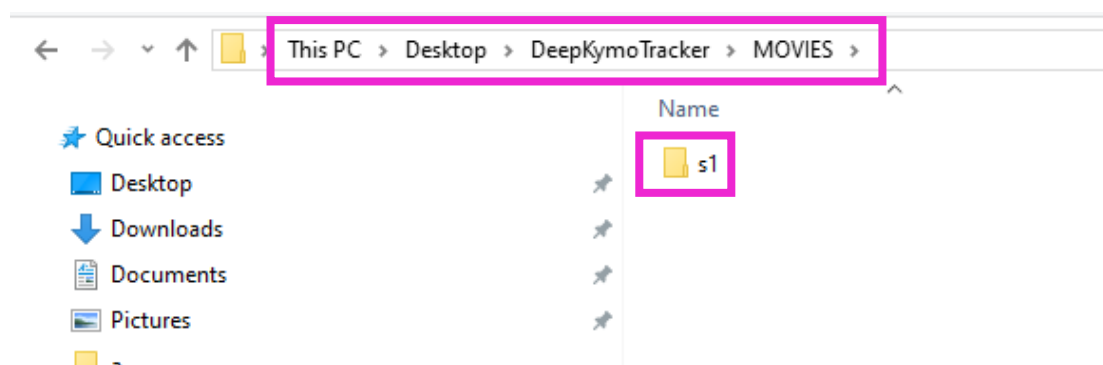 This PC > Desktop > DeepKymoTracker > MOVIES >
Name
Quick access
s1
Desktop
Downloads
Documents
Pictures